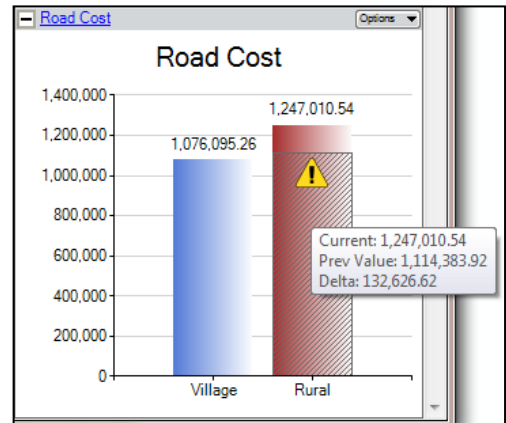 Road Cost
Options
Road Cost
1,400,000
1,247,010.54
1,200,000
1,076,095.26
1,000,000
800,000
Current: 1,247,010.54
Prev Value: 1,114,383.92
Delta: 132,626.62
600,000
400,000
200,000
0
Village Rural